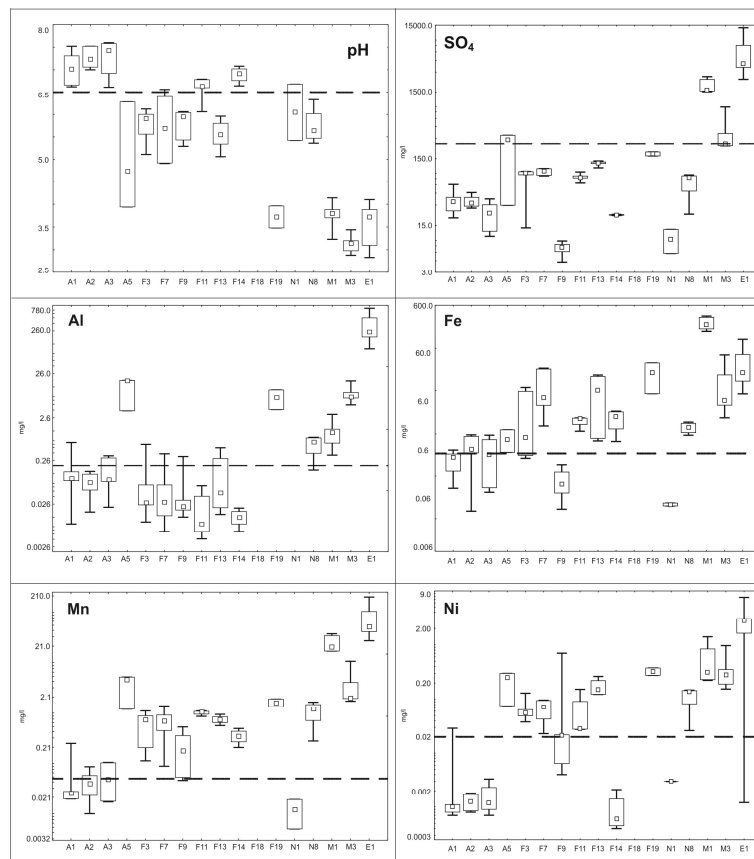 pH
8.0
6.5
5.0
3.5
2.5
A1 A2 A3 A5 F3 F7 F9 F11 F13 F14 F18 F19 N1 N8 M1 M3 E1
SO4
mg/l
15000.0
1500.0
150.0
15.0
3.0
A1 A2 A3 A5 F3 F7 F9 F11 F13 F14 F18 F19 N1 N8 M1 M3 E1
Al
mg/l
780.0
260.0
26.0
2.6
0.26
0.026
0.0026
A1 A2 A3 A5 F3 F7 F9 F11 F13 F14 F18 F19 N1 N8 M1 M3 E1
Fe
mg/l
600.0
60.0
6.0
0.6
0.06
0.006
A1 A2 A3 A5 F3 F7 F9 F11 F13 F14 F18 F19 N1 N8 M1 M3 E1
Mn
mg/l
210.0
21.0
2.1
0.21
0.021
0.0032
A1 A2 A3 A5 F3 F7 F9 F11 F13 F14 F18 F19 N1 N8 M1 M3 E1
Ni
mg/l
9.0
2.00
0.20
0.02
0.002
0.0003
A1 A2 A3 A5 F3 F7 F9 F11 F13 F14 F18 F19 N1 N8 M1 M3 E1